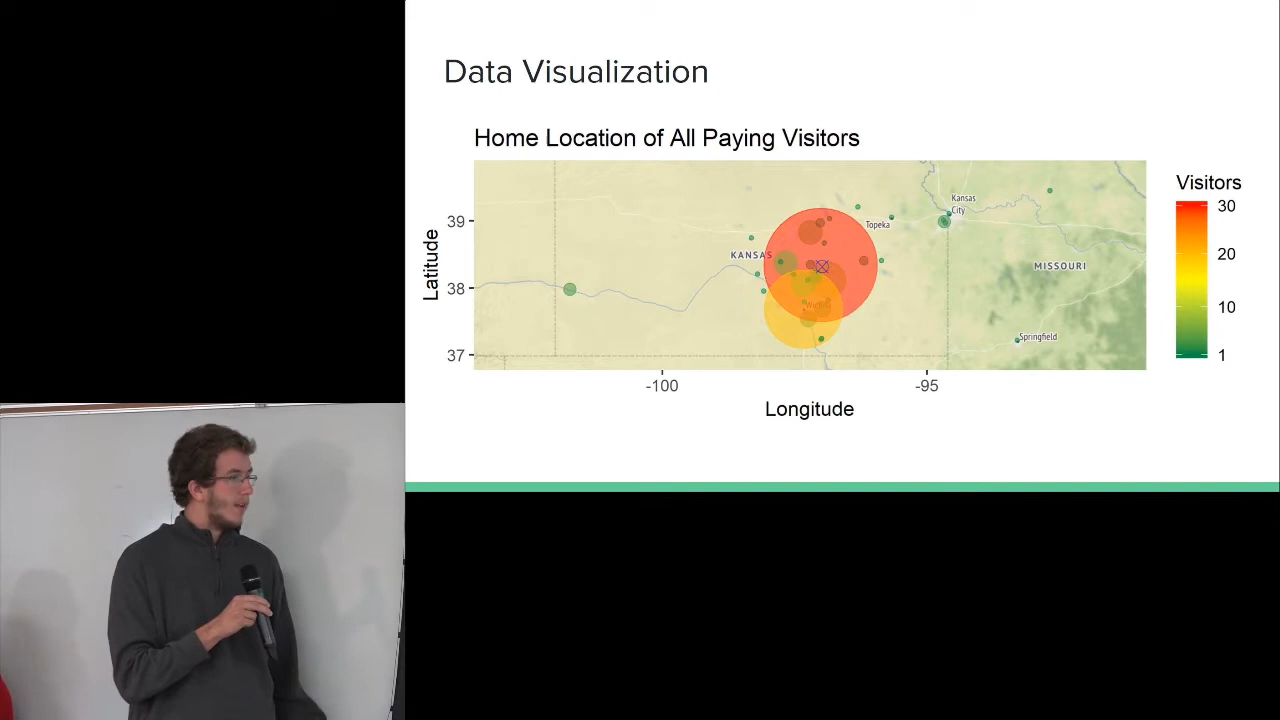 Data Visualization
Home Location of All Paying Visitors
Visitors
30
20
10
1
Latitude
39
38
37
Kansas
City
Topeka
KANSAS
MISSOURI
Wichita
Springfield
-100
-95
Longitude